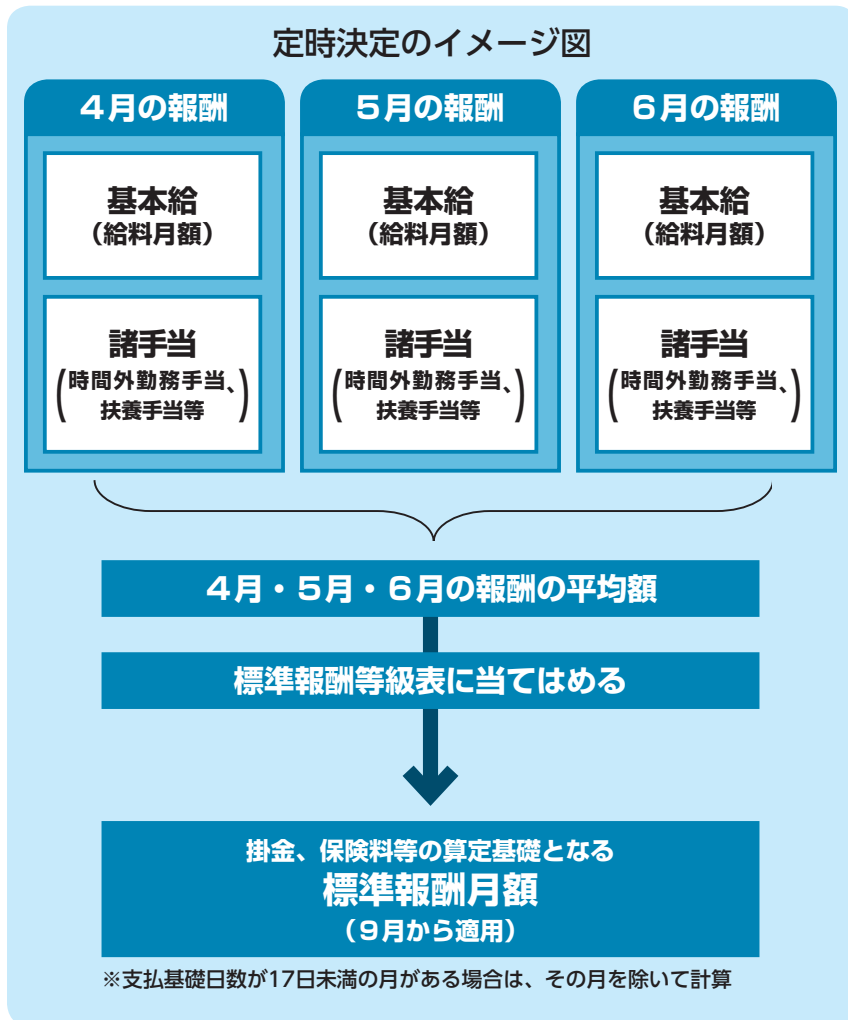 定時決定のイメージ図
4月の報酬
基本給
(給料月額)
諸手当
(時間外勤務手当、
扶養手当等)
5月の報酬
基本給
(給料月額)
諸手当
(時間外勤務手当、
扶養手当等)
6月の報酬
基本給
(給料月額)
諸手当
(時間外勤務手当、
扶養手当等)
4月・5月・6月の報酬の平均額
標準報酬等級表に当てはめる
掛金、保険料等の算定基礎となる
標準報酬月額
(9月から適用)
※支払基礎日数が17日未満の月がある場合は、その月を除いて計算